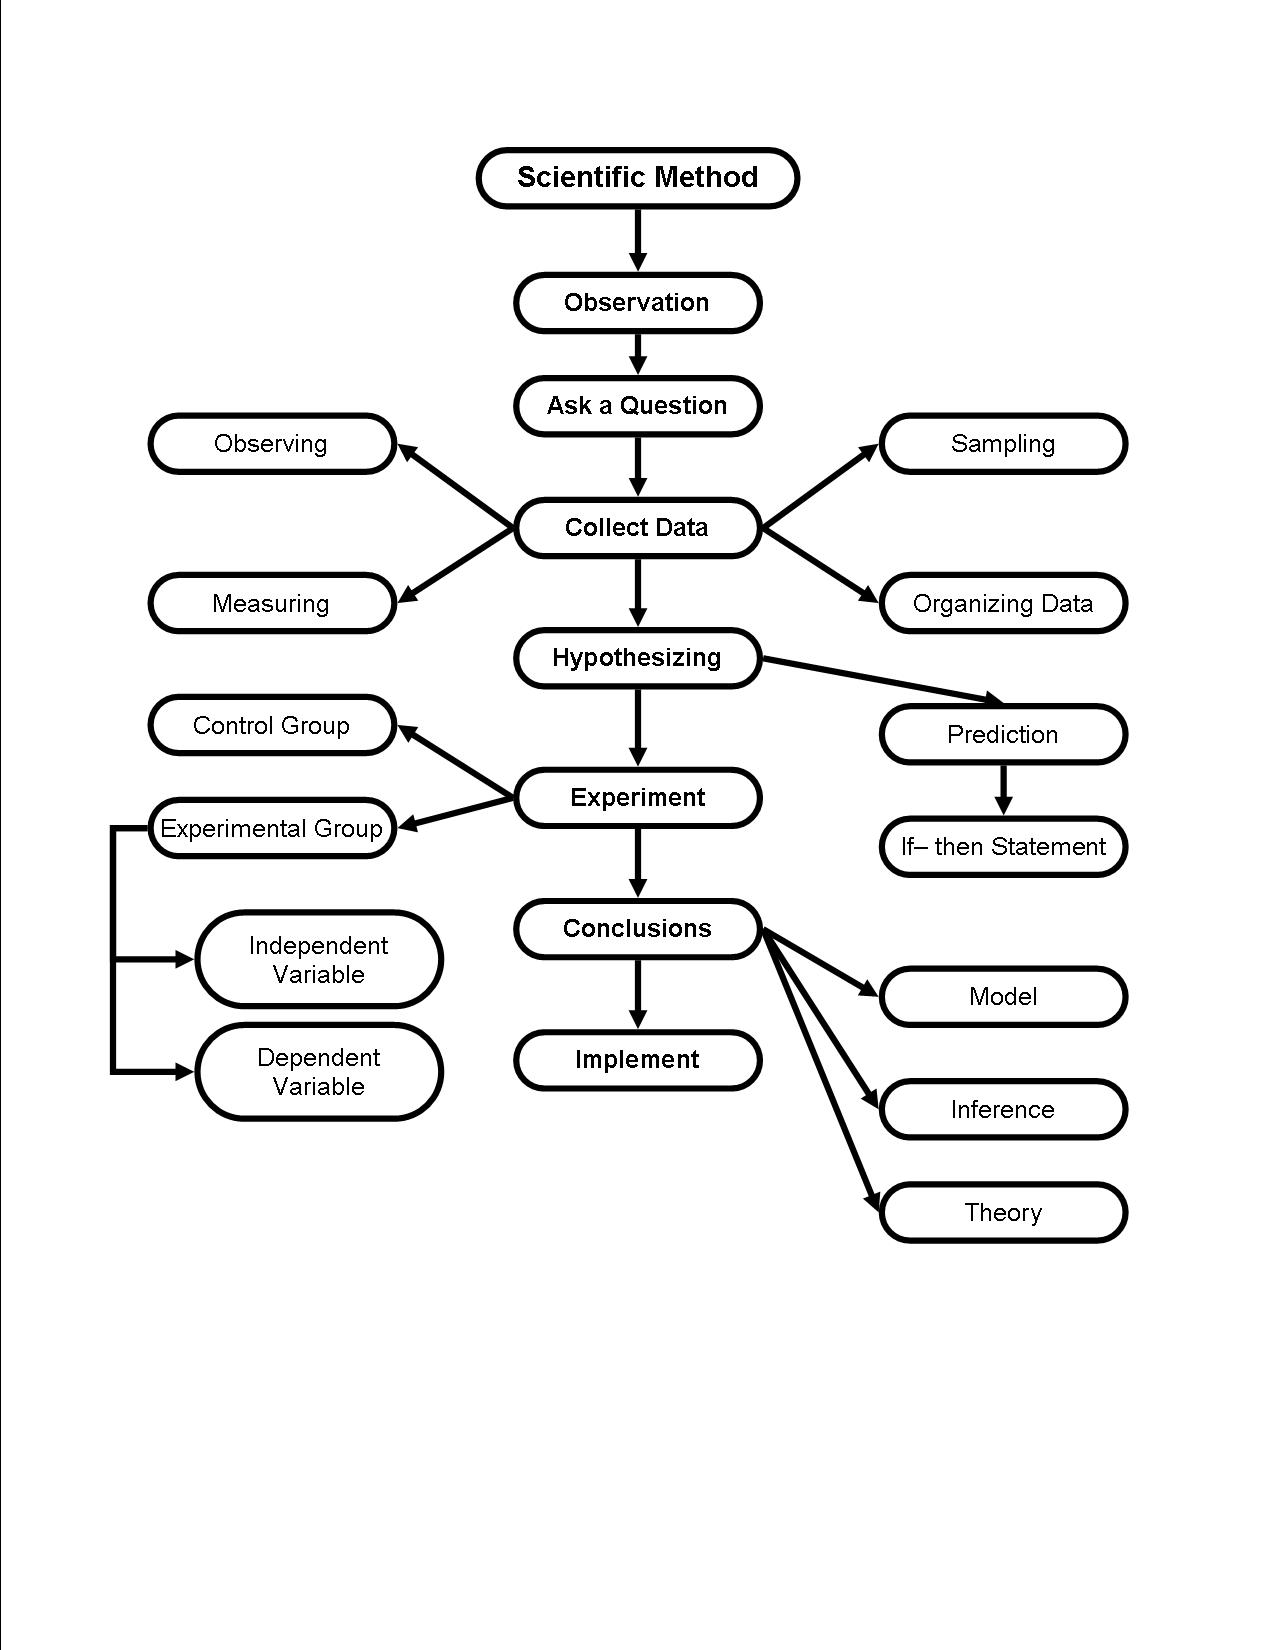 Scientific Method
Observation
Ask a Question
Observing
Sampling
Collect Data
Measuring
Organizing Data
Hypothesizing
Control Group
Prediction
Experiment
Experimental Group
If– then Statement
Conclusions
Independent
Variable
Model
Dependent
Variable
Implement
Inference
Theory